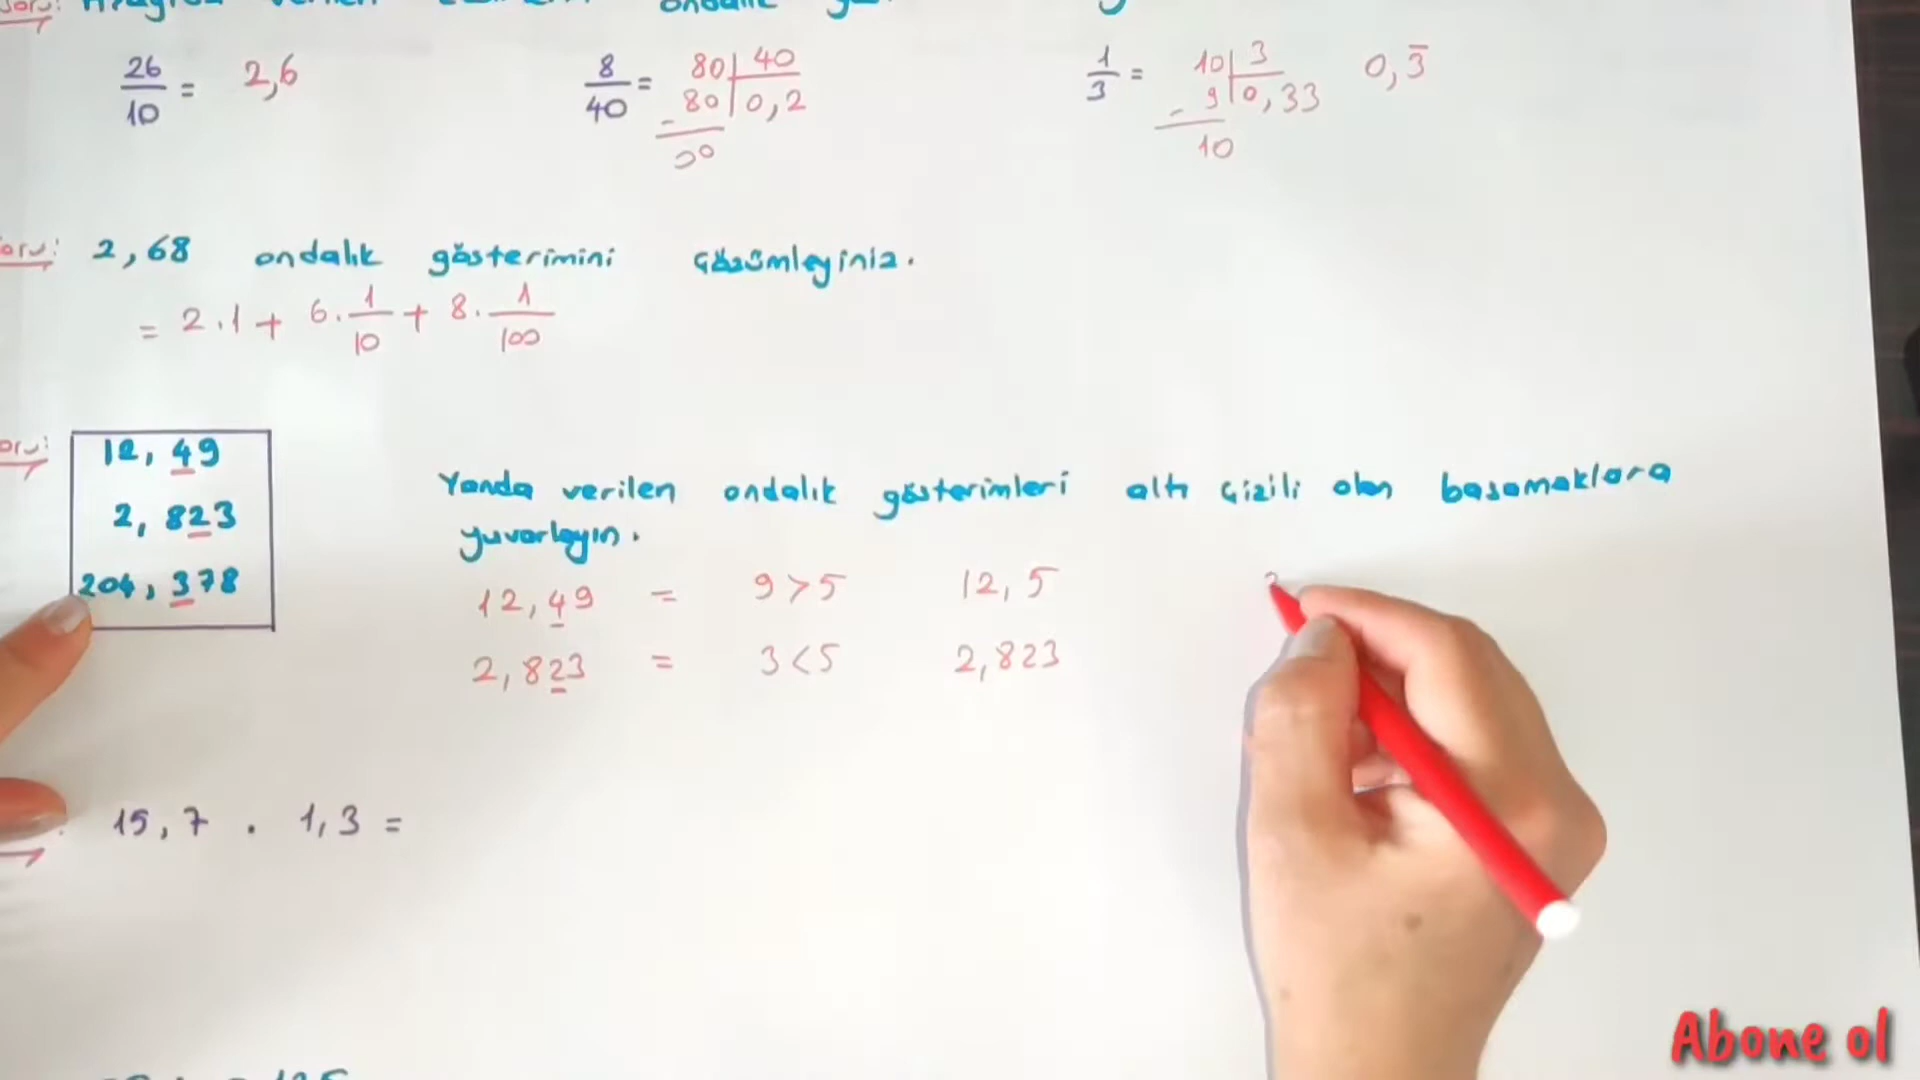 ondalık
26/10 = 2,6
8/40 = 80 | 40
- 80 | 0,2
00
1/3 = 10 | 3 0,3̅
- 9 | 0,33
10
2,68 ondalık gösterimini çözümleyiniz.
= 2.1 + 6.1/10 + 8.1/100
12,49
2,823
204,378
Yanda verilen ondalık gösterimleri altı çizili olan basamaklara
yuvarlayın.
12,49 = 9>5 12,5
2,823 = 3<5 2,823
15,7 . 1,3 =
Abone ol